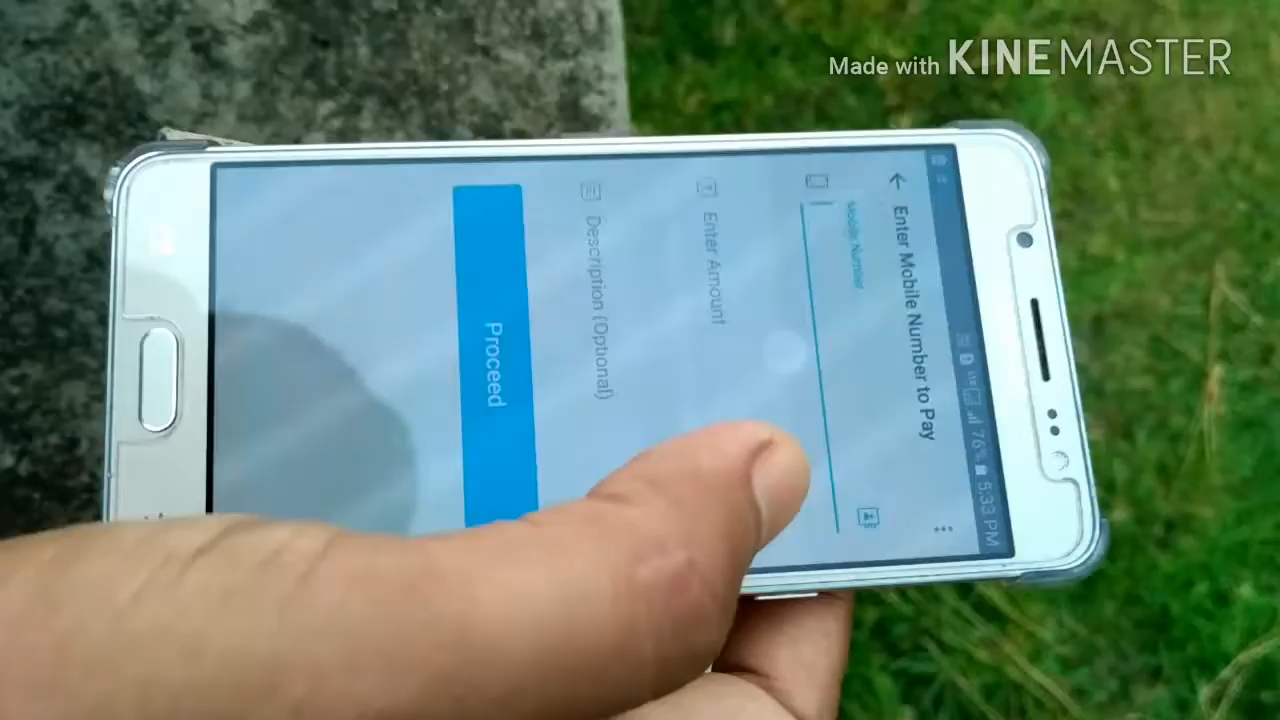 Made with KINEMASTER
76% 5:33 PM
Enter Mobile Number to Pay
Mobile Number
Enter Amount
Description (Optional)
Proceed